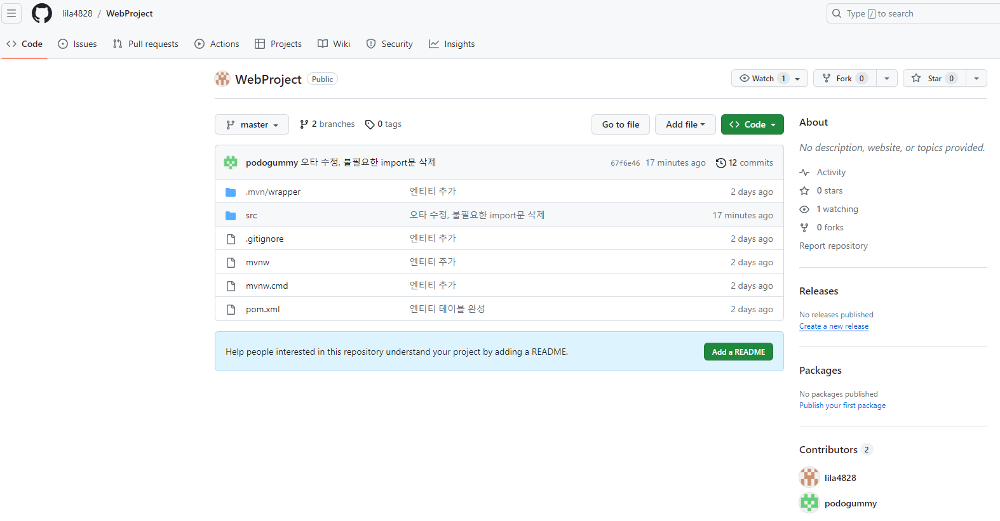 lila4828 / WebProject
Type / to search
Code Issues Pull requests Actions Projects Wiki Security Insights
WebProject Public
Watch 1 Fork 0 Star 0
master 2 branches 0 tags
Go to file Add file Code
podogummy 오타 수정, 불필요한 import문 삭제 67f6e46 17 minutes ago 12 commits
.mvn/wrapper 엔티티 추가 2 days ago
src 오타 수정, 불필요한 import문 삭제 17 minutes ago
.gitignore 엔티티 추가 2 days ago
mvnw 엔티티 추가 2 days ago
mvnw.cmd 엔티티 추가 2 days ago
pom.xml 엔티티 테이블 완성 2 days ago
Help people interested in this repository understand your project by adding a README.
Add a README
About
No description, website, or topics provided.
Activity
0 stars
1 watching
0 forks
Report repository
Releases
No releases published
Create a new release
Packages
No packages published
Publish your first package
Contributors 2
lila4828
podogummy